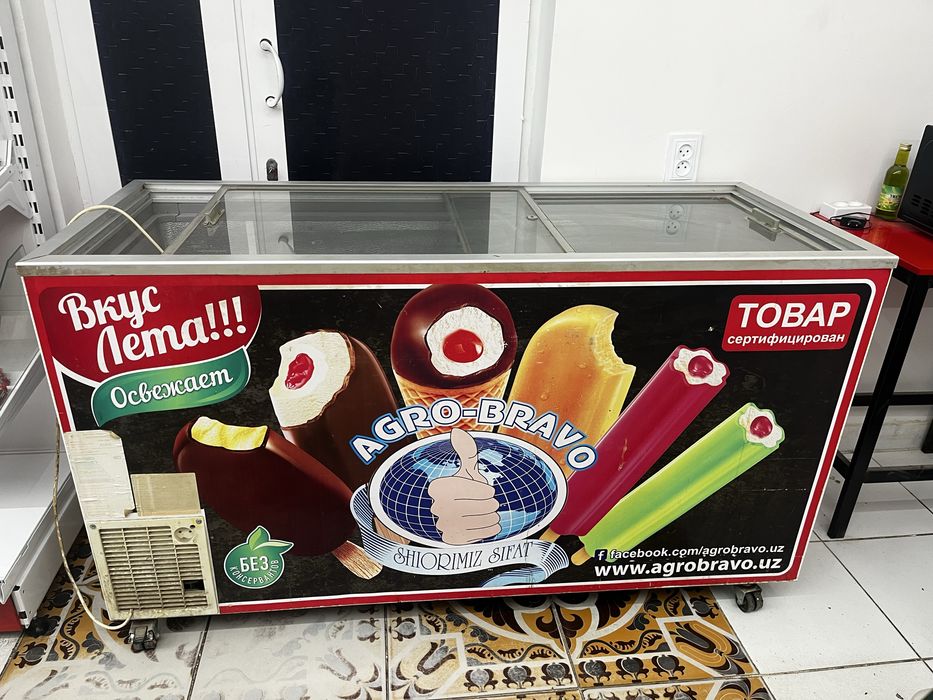 Вкус
Лета!!!
Освежает
ТОВАР
сертифицирован
AGRO-BRAVO
SHIORIMIZ SIFAT
БЕЗ
КОНСЕРВАНТОВ
f facebook.com/agrobravo.uz
www.agrobravo.uz